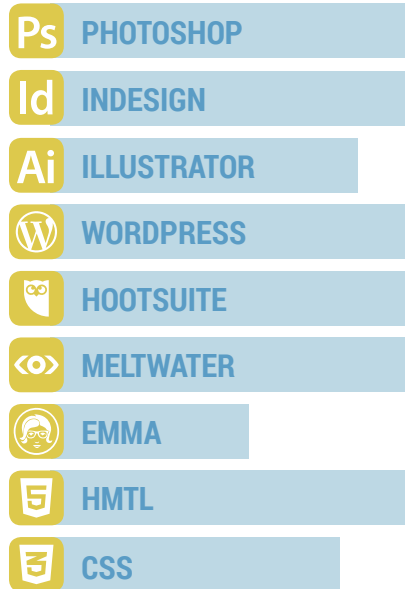 Ps PHOTOSHOP
Id INDESIGN
Ai ILLUSTRATOR
W WORDPRESS
HOOTSUITE
MELTWATER
EMMA
5 HMTL
3 CSS